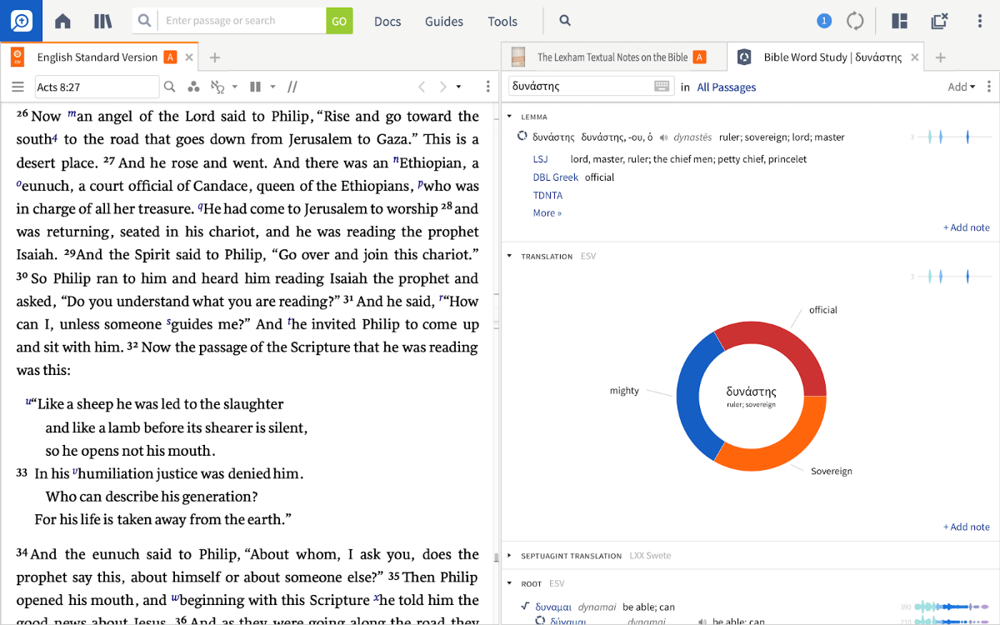 Enter passage or search GO Docs Guides Tools 1
English Standard Version A
The Lexham Textual Notes on the Bible A
Bible Word Study | δυνάστης
Acts 8:27
²⁶ Now ᵐan angel of the Lord said to Philip, “Rise and go toward the
south⁴ to the road that goes down from Jerusalem to Gaza.” This is a
desert place. ²⁷ And he rose and went. And there was an ⁿEthiopian, a
ᵒeunuch, a court official of Candace, queen of the Ethiopians, ᵖwho was
in charge of all her treasure. qHe had come to Jerusalem to worship ²⁸ and
was returning, seated in his chariot, and he was reading the prophet
Isaiah. ²⁹And the Spirit said to Philip, “Go over and join this chariot.”
³⁰ So Philip ran to him and heard him reading Isaiah the prophet and
asked, “Do you understand what you are reading?” ³¹ And he said, ʳ“How
can I, unless someone ˢguides me?” And ᵗhe invited Philip to come up
and sit with him. ³² Now the passage of the Scripture that he was reading
was this:
ᵘ“Like a sheep he was led to the slaughter
and like a lamb before its shearer is silent,
so he opens not his mouth.
33 In his ᵛhumiliation justice was denied him.
Who can describe his generation?
For his life is taken away from the earth.”
³⁴ And the eunuch said to Philip, “About whom, I ask you, does the
prophet say this, about himself or about someone else?” ³⁵ Then Philip
opened his mouth, and ʷbeginning with this Scripture ˣhe told him the
good news about Jesus. ³⁶ And as they were going along the road they
δυνάστης in All Passages Add
LEMMA
δυνάστης δυνάστης, -ου, ὁ dynastēs ruler; sovereign; lord; master 3
LSJ lord, master, ruler; the chief men; petty chief, princelet
DBL Greek official
TDNTA
More »
+ Add note
TRANSLATION ESV
3
official
mighty
δυνάστης
ruler; sovereign
Sovereign
+ Add note
SEPTUAGINT TRANSLATION LXX Swete
ROOT ESV
δυναμαι dynamai be able; can 390
δύναμαι dynamai be able; can 210